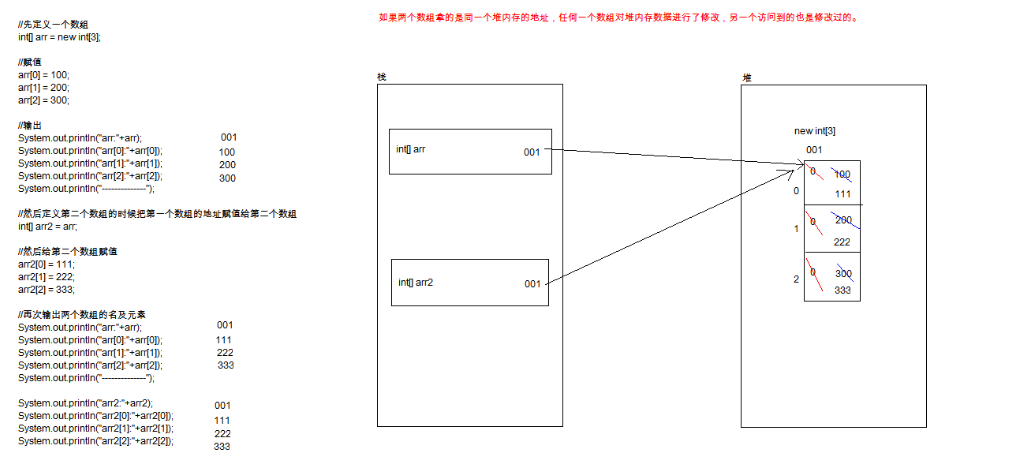 如果两个数组拿的是同一个堆内存的地址，任何一个数组对堆内存数据进行了修改，另一个访问到的也是修改过的。
//先定义一个数组
int[] arr = new int[3];
//赋值
arr[0] = 100;
arr[1] = 200;
arr[2] = 300;
//输出
System.out.println("arr:"+arr); 001
System.out.println("arr[0]:"+arr[0]); 100
System.out.println("arr[1]:"+arr[1]); 200
System.out.println("arr[2]:"+arr[2]); 300
System.out.println("--------------");
//然后定义第二个数组的时候把第一个数组的地址赋值给第二个数组
int[] arr2 = arr;
//然后给第二个数组赋值
arr2[0] = 111;
arr2[1] = 222;
arr2[2] = 333;
//再次输出两个数组的名及元素
System.out.println("arr:"+arr); 001
System.out.println("arr[0]:"+arr[0]); 111
System.out.println("arr[1]:"+arr[1]); 222
System.out.println("arr[2]:"+arr[2]); 333
System.out.println("--------------");
System.out.println("arr2:"+arr2); 001
System.out.println("arr2[0]:"+arr2[0]); 111
System.out.println("arr2[1]:"+arr2[1]); 222
System.out.println("arr2[2]:"+arr2[2]); 333
栈
int[] arr 001
int[] arr2 001
堆
new int[3]
001
0 0 100
111
1 0 200
222
2 0 300
333